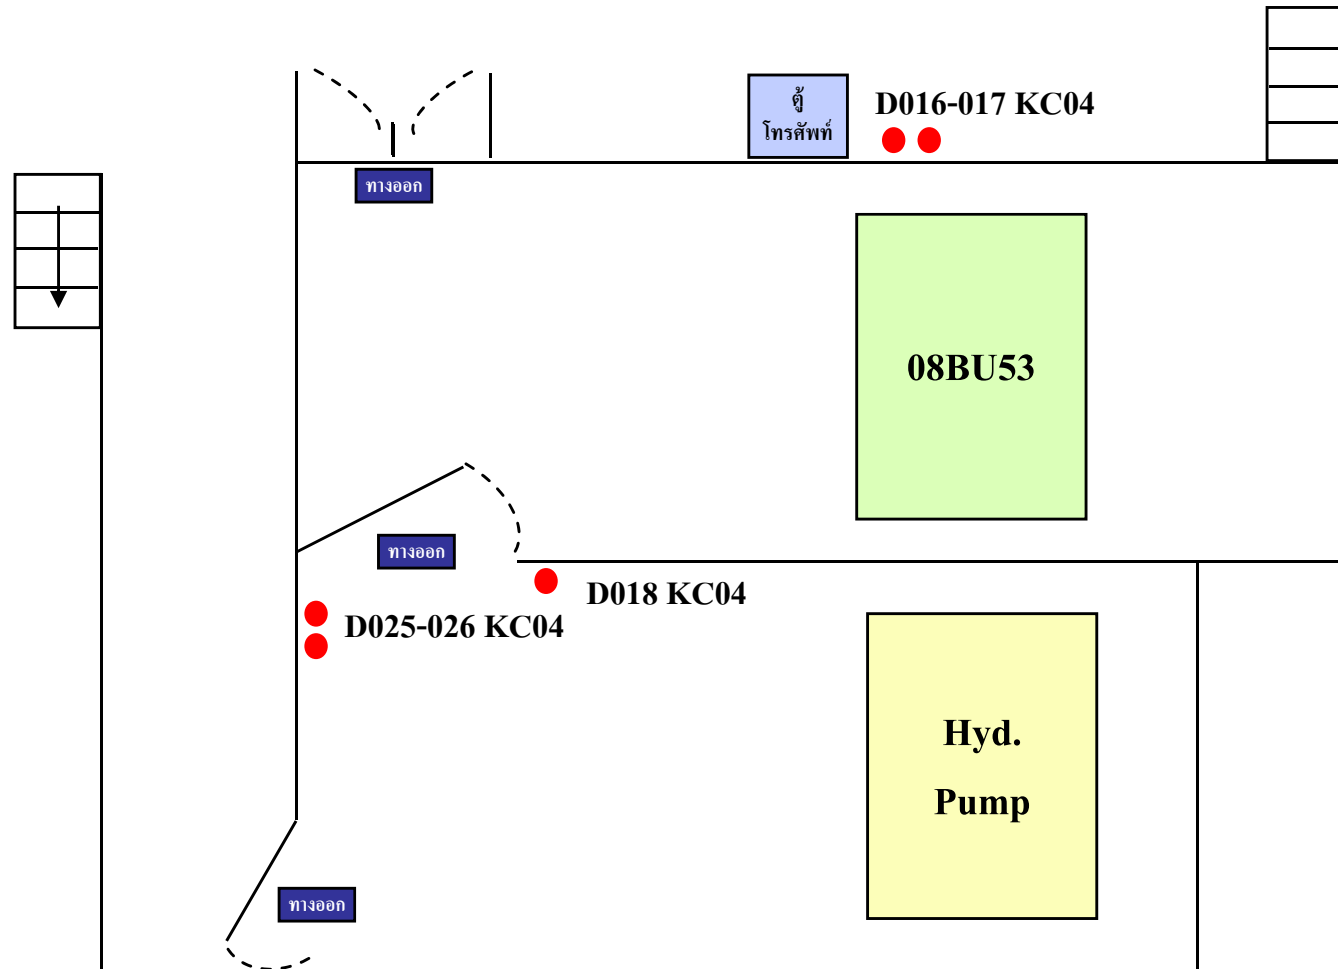 ตู้
โทรศัพท์
D016-017 KC04
ทางออก
08BU53
ทางออก
D018 KC04
D025-026 KC04
Hyd.
Pump
ทางออก